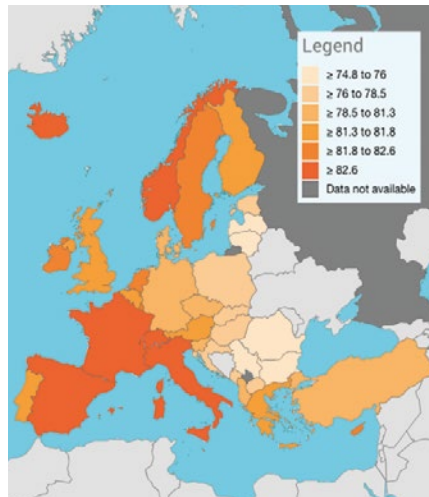 Legend
≥ 74.8 to 76
≥ 76 to 78.5
≥ 78.5 to 81.3
≥ 81.3 to 81.8
≥ 81.8 to 82.6
≥ 82.6
Data not available